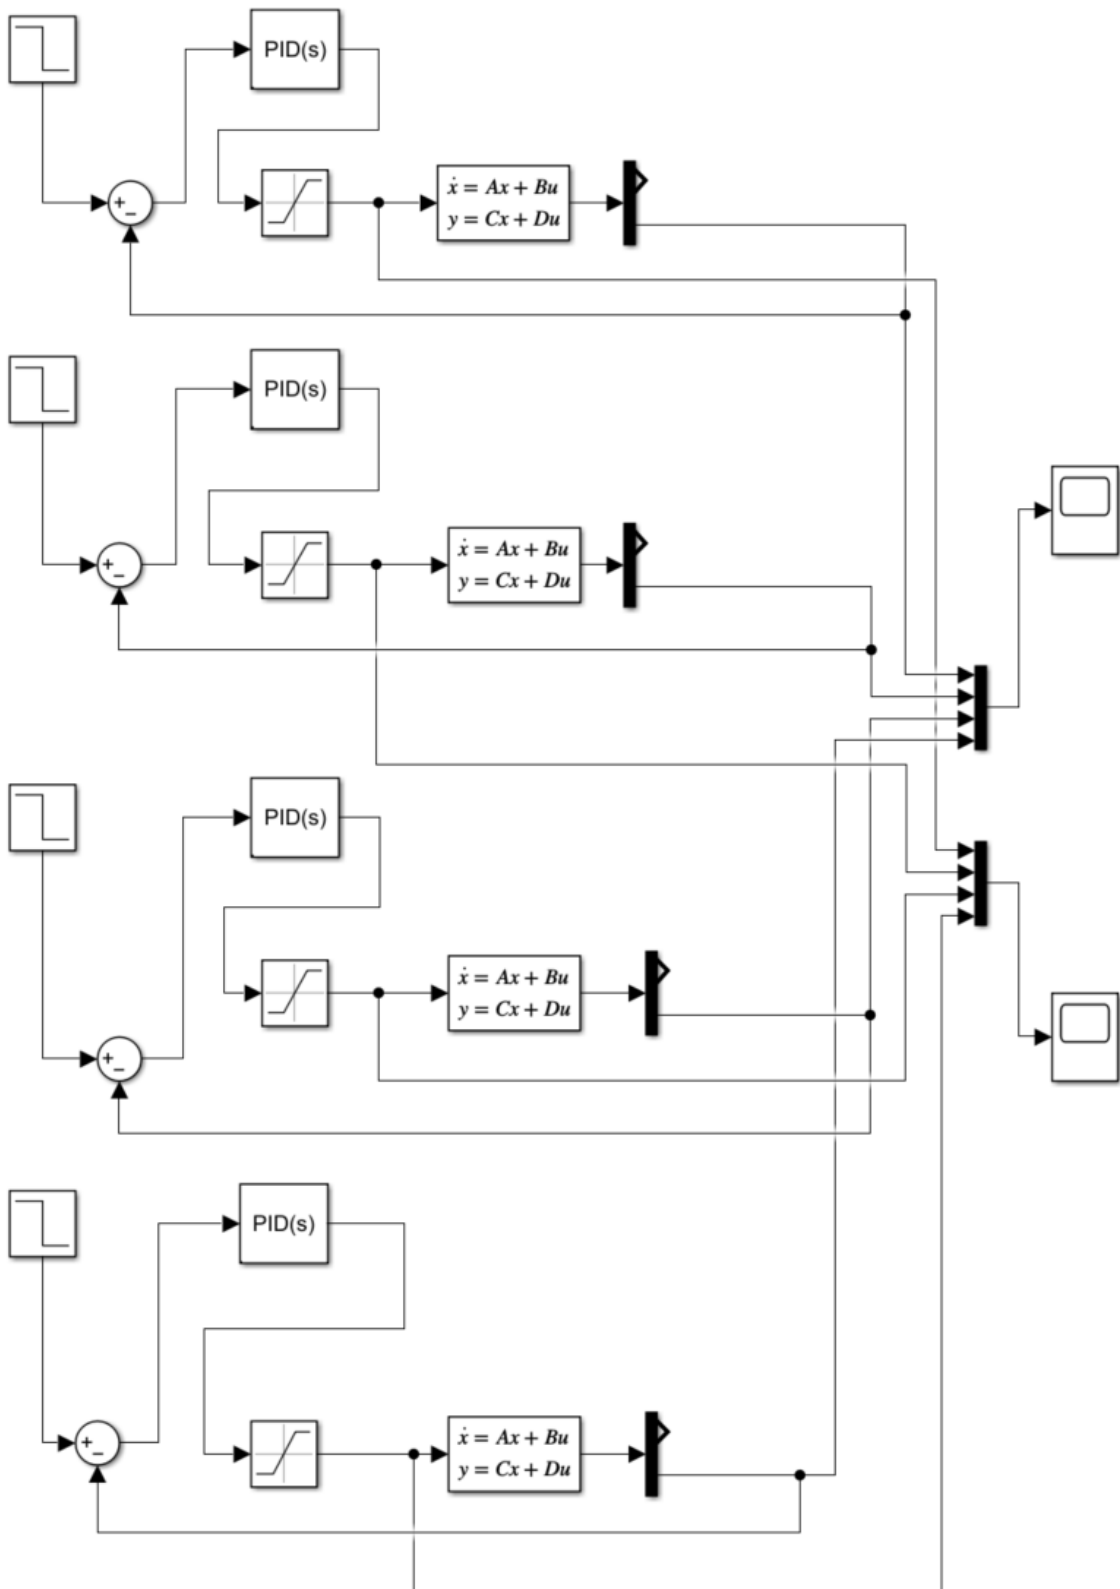 PID(s)
+
−
ẋ = Ax + Bu
y = Cx + Du
PID(s)
+
−
ẋ = Ax + Bu
y = Cx + Du
PID(s)
ẋ = Ax + Bu
y = Cx + Du
+
−
PID(s)
+
−
ẋ = Ax + Bu
y = Cx + Du